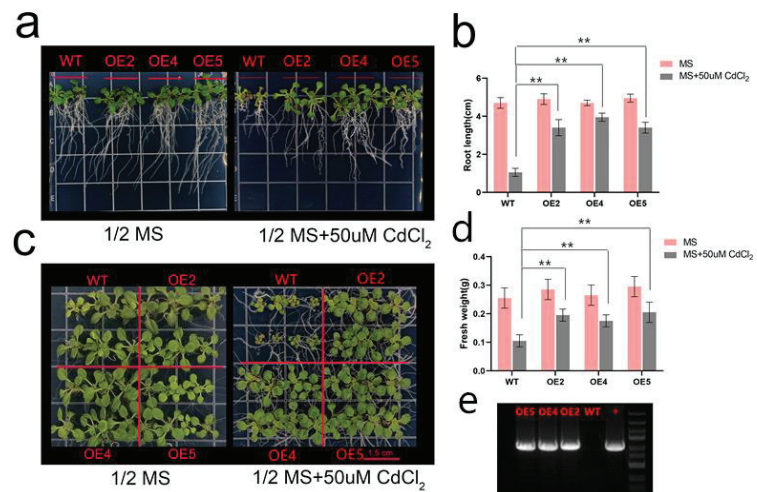 a
WT OE2 OE4 OE5 WT OE2 OE4 OE5
1/2 MS
1/2 MS+50uM CdCl2
b
MS
MS+50uM CdCl2
**
**
**
Root length(cm)
6
4
2
0
WT OE2 OE4 OE5
c
WT OE2 WT OE2
OE4 OE5 OE4 OE5
1.5 cm
1/2 MS
1/2 MS+50uM CdCl2
d
MS
MS+50uM CdCl2
**
**
**
Fresh weight(g)
0.4
0.3
0.2
0.1
0.0
WT OE2 OE4 OE5
e
OE5 OE4 OE2 WT +